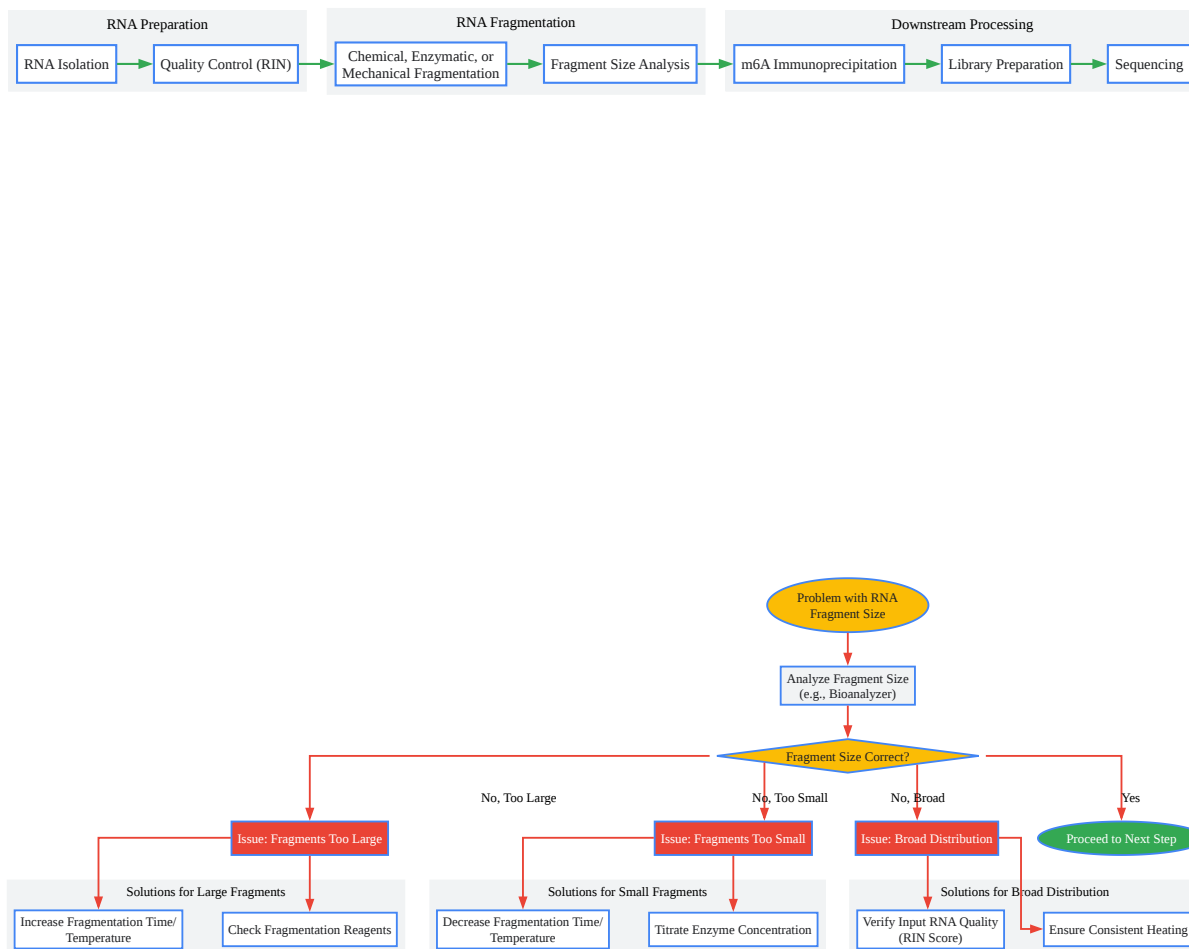 RNA Preparation
RNA Fragmentation
Downstream Processing
RNA Isolation
Quality Control (RIN)
Chemical, Enzymatic, or
Mechanical Fragmentation
Fragment Size Analysis
m6A Immunoprecipitation
Library Preparation
Sequencing
Problem with RNA
Fragment Size
Analyze Fragment Size
(e.g., Bioanalyzer)
Fragment Size Correct?
No, Too Large
No, Too Small
No, Broad
Yes
Issue: Fragments Too Large
Issue: Fragments Too Small
Issue: Broad Distribution
Proceed to Next Step
Solutions for Large Fragments
Solutions for Small Fragments
Solutions for Broad Distribution
Increase Fragmentation Time/
Temperature
Check Fragmentation Reagents
Decrease Fragmentation Time/
Temperature
Titrate Enzyme Concentration
Verify Input RNA Quality
(RIN Score)
Ensure Consistent Heating